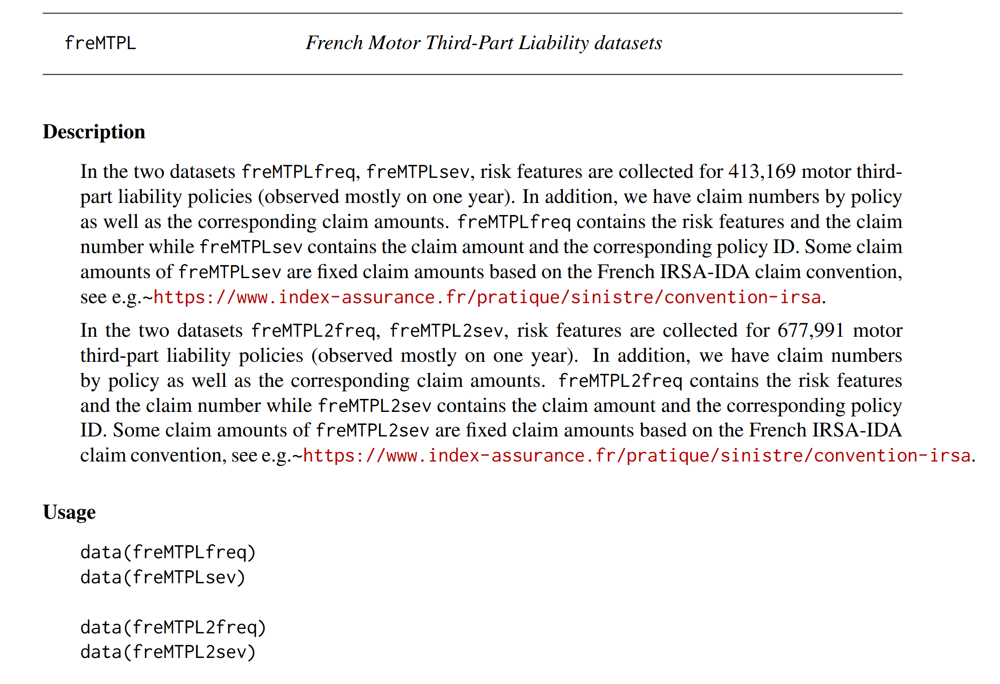 freMTPL French Motor Third-Part Liability datasets
Description
In the two datasets freMTPLfreq, freMTPLsev, risk features are collected for 413,169 motor third-
part liability policies (observed mostly on one year). In addition, we have claim numbers by policy
as well as the corresponding claim amounts. freMTPLfreq contains the risk features and the claim
number while freMTPLsev contains the claim amount and the corresponding policy ID. Some claim
amounts of freMTPLsev are fixed claim amounts based on the French IRSA-IDA claim convention,
see e.g.~https://www.index-assurance.fr/pratique/sinistre/convention-irsa.
In the two datasets freMTPL2freq, freMTPL2sev, risk features are collected for 677,991 motor
third-part liability policies (observed mostly on one year). In addition, we have claim numbers
by policy as well as the corresponding claim amounts. freMTPL2freq contains the risk features
and the claim number while freMTPL2sev contains the claim amount and the corresponding policy
ID. Some claim amounts of freMTPL2sev are fixed claim amounts based on the French IRSA-IDA
claim convention, see e.g.~https://www.index-assurance.fr/pratique/sinistre/convention-irsa.
Usage
data(freMTPLfreq)
data(freMTPLsev)
data(freMTPL2freq)
data(freMTPL2sev)